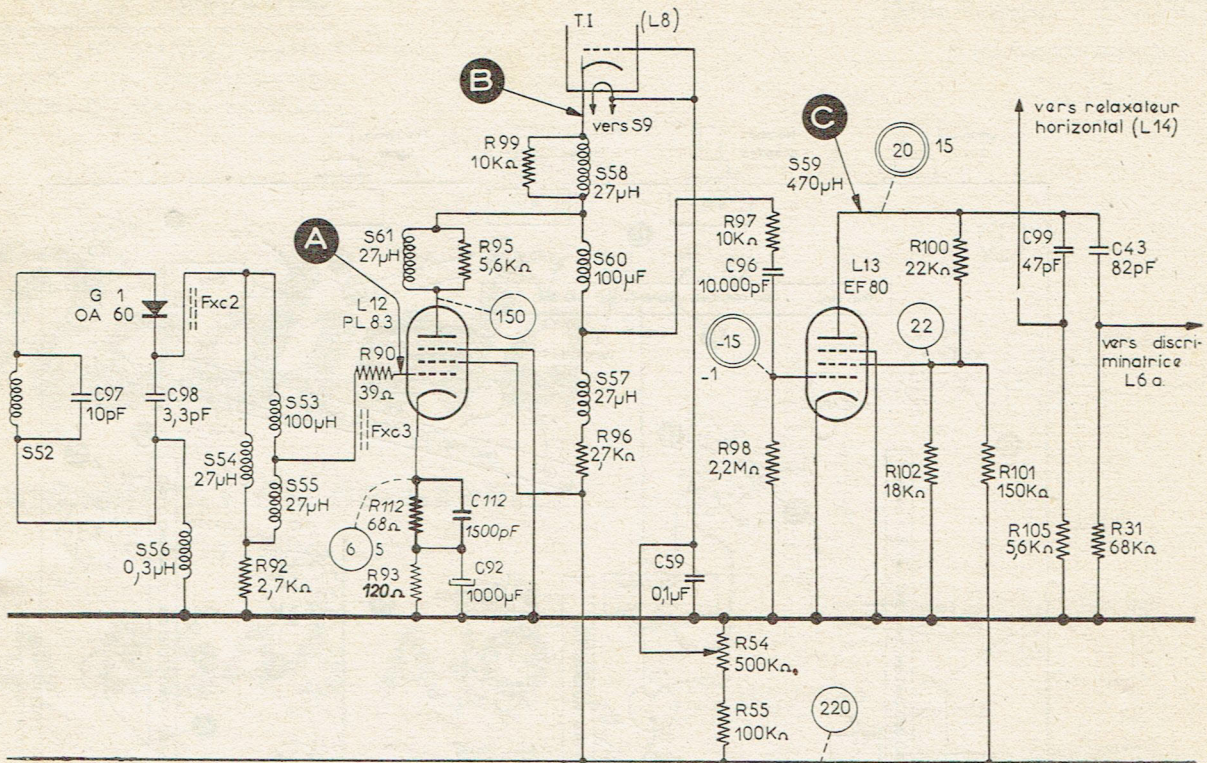 T.I
(L8)
B
vers S9
R99
10KΩ
S58
27µH
C
20
15
S59
470µH
vers relaxateur
horizontal (L14)
A
S61
27µH
R95
5,6KΩ
S60
100µF
R97
10KΩ
C96
10.000pF
L13
EF80
R100
22KΩ
C99
47pF
C43
82pF
G 1
OA 60
Fxc2
L12
PL83
150
R90
39Ω
-15
-1
22
vers discri-
minatrice
L6a.
C97
10pF
C98
3,3pF
S52
S53
100µH
Fxc3
S54
27µH
S55
27µH
S57
27µH
R96
2,7KΩ
R98
2,2MΩ
R102
18KΩ
R101
150KΩ
R112
68Ω
C112
1500pF
6
5
S56
0,3µH
R92
2,7KΩ
R93
120Ω
C92
1000µF
C59
0,1µF
R105
5,6KΩ
R31
68KΩ
R54
500KΩ.
R55
100KΩ
220